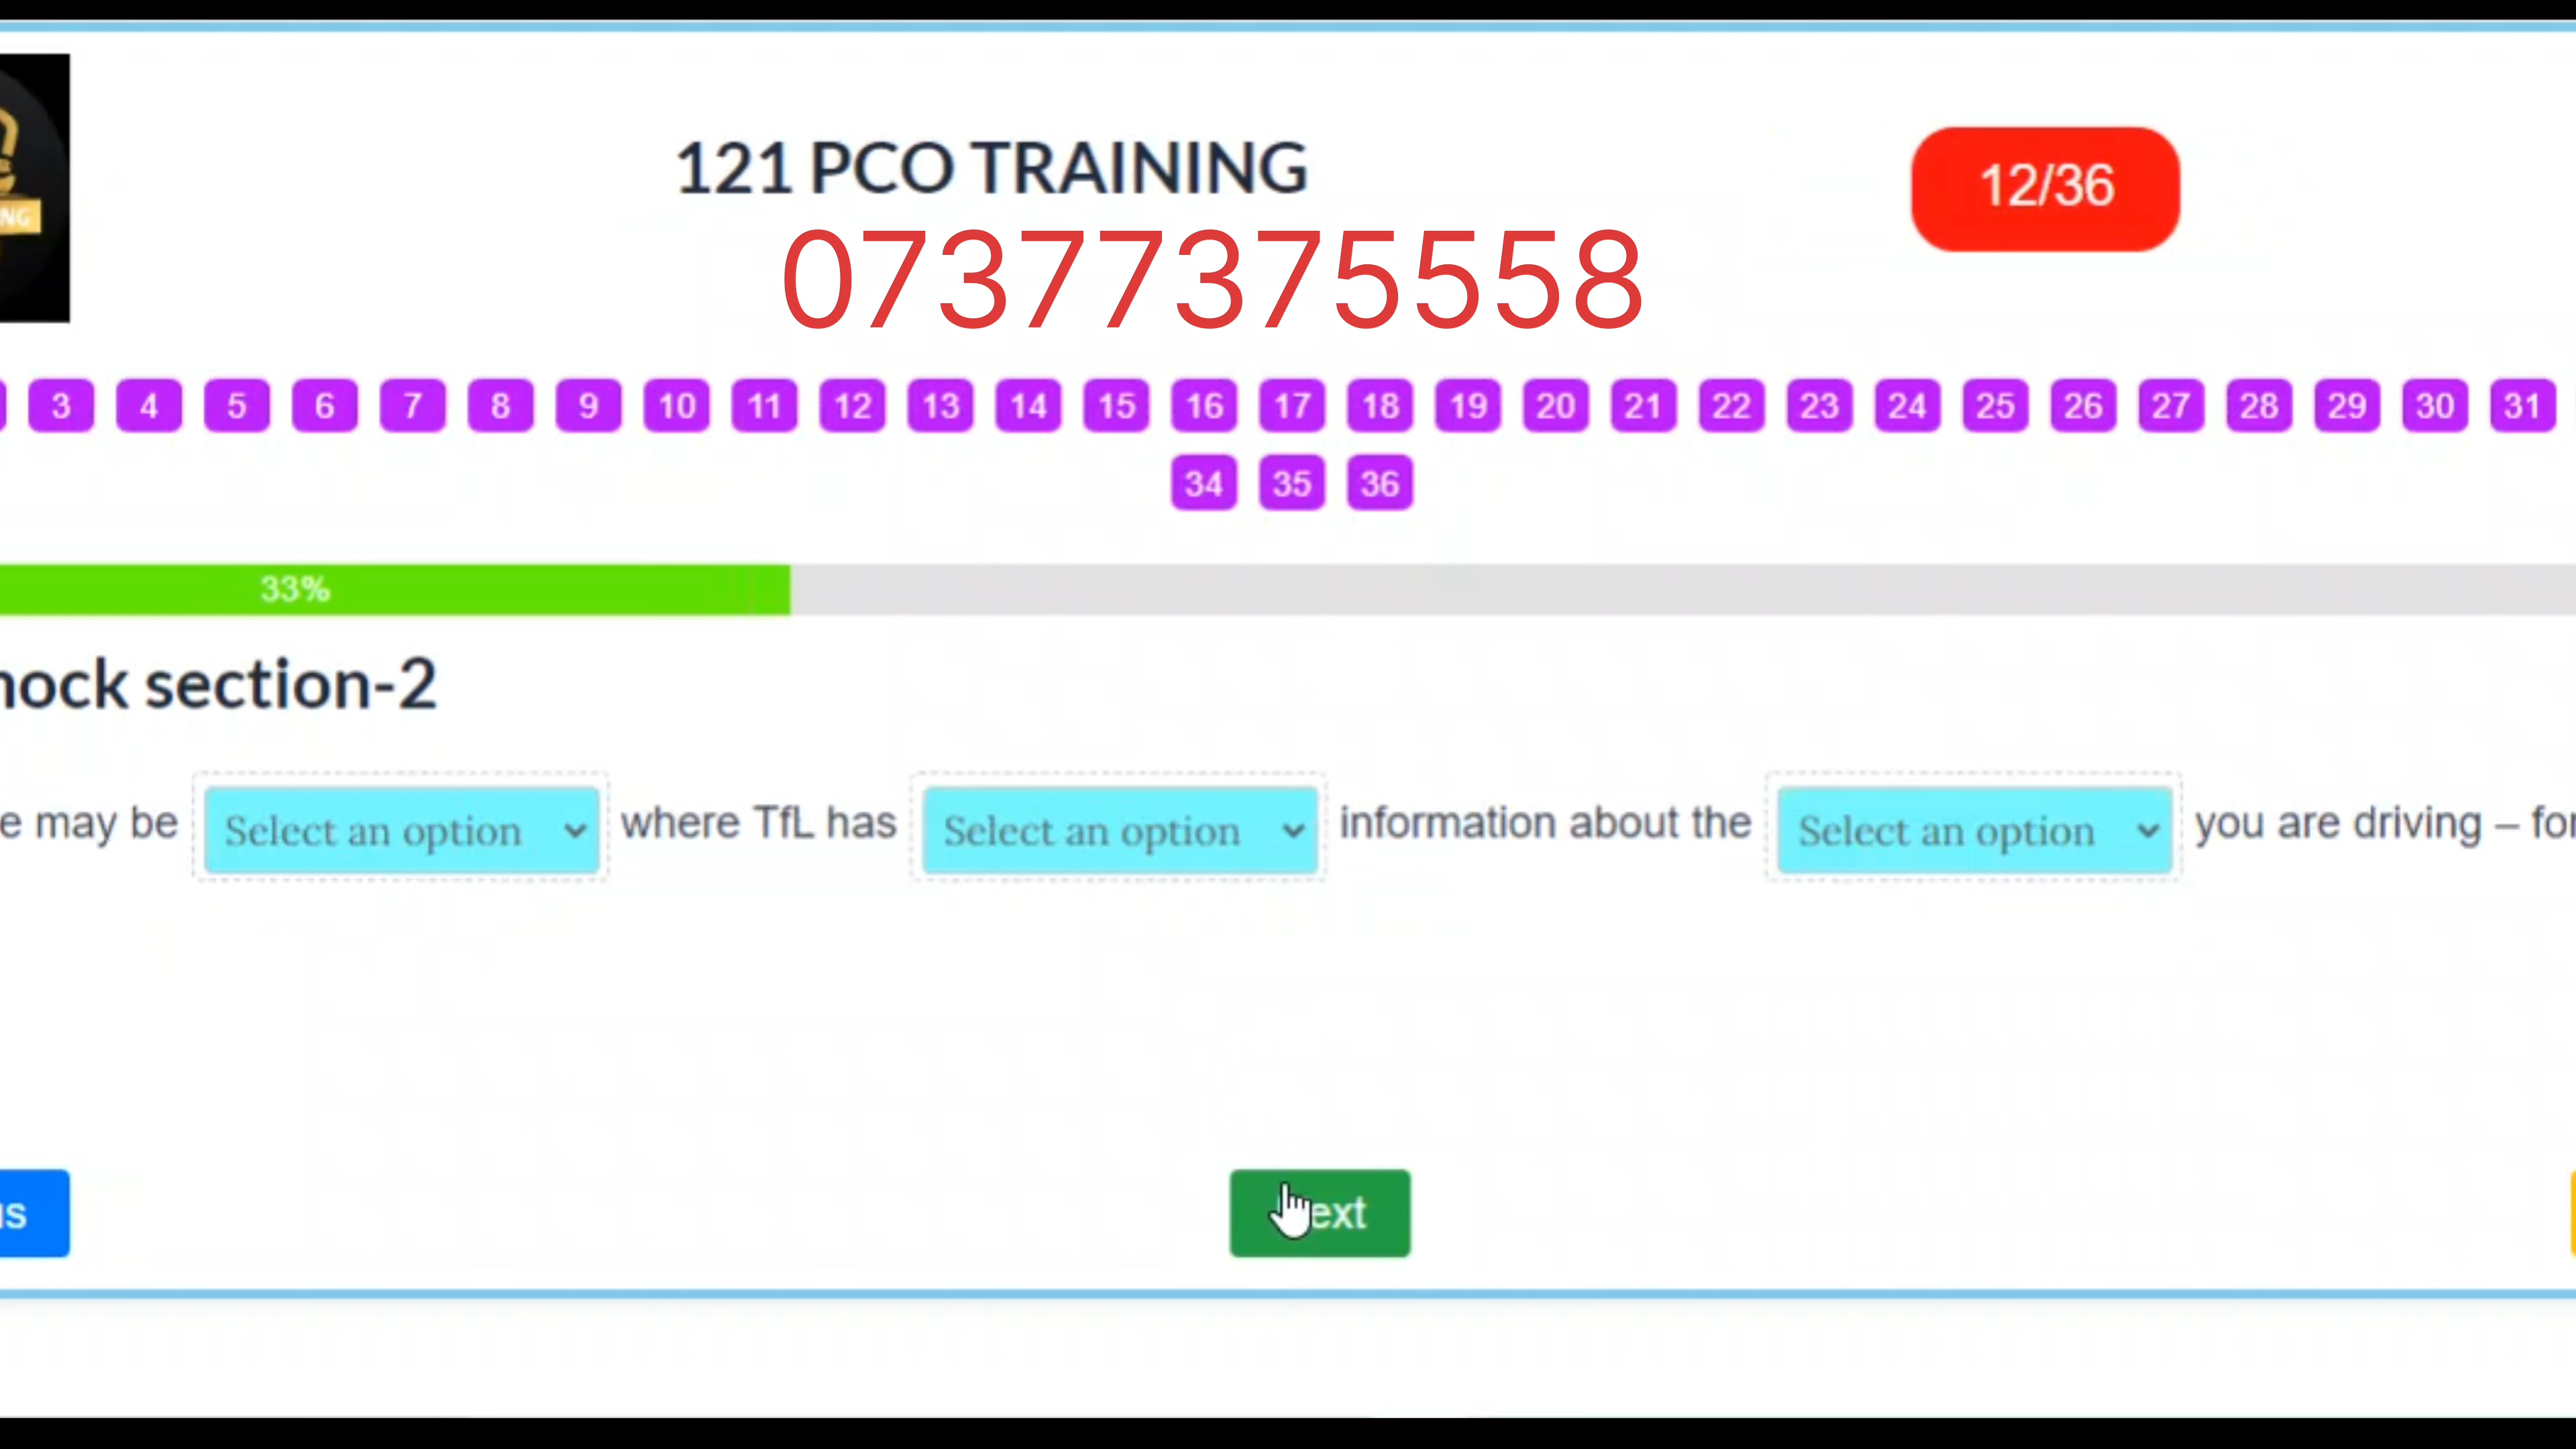 121 PCO TRAINING
12/36
07377375558
NG
3 4 5 6 7 8 9 10 11 12 13 14 15 16 17 18 19 20 21 22 23 24 25 26 27 28 29 30 31
34 35 36
33%
section-2
may be Select an option where TfL has Select an option information about the Select an option you are driving –